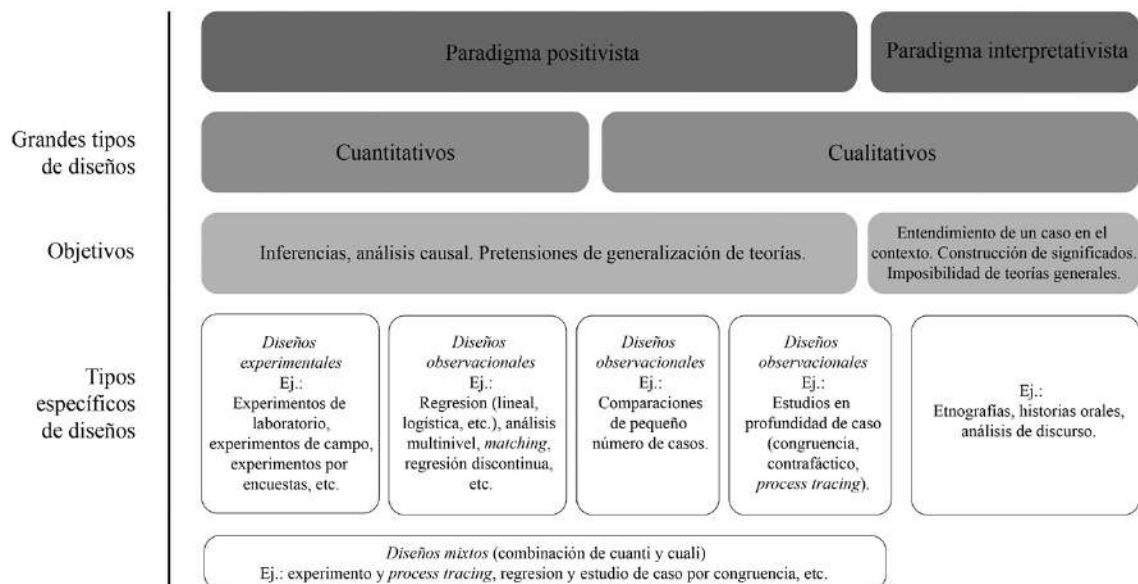 Paradigma positivista
Paradigma interpretativista
Grandes tipos
de diseños
Cuantitativos
Cualitativos
Objetivos
Inferencias, análisis causal. Pretensiones de generalización de teorías.
Entendimiento de un caso en el
contexto. Construcción de significados.
Imposibilidad de teorías generales.
Tipos
específicos
de diseños
Diseños
experimentales
Ej.:
Experimentos de
laboratorio,
experimentos de campo,
experimentos por
encuestas, etc.
Diseños
observacionales
Ej.:
Regresion (lineal,
logística, etc.), análisis
multinivel, matching,
regresión discontinua,
etc.
Diseños
observacionales
Ej.:
Comparaciones
de pequeño
número de casos.
Diseños
observacionales
Ej.:
Estudios en
profundidad de caso
(congruencia,
contrafáctico,
process tracing).
Ej.:
Etnografías, historias orales,
análisis de discurso.
Diseños mixtos (combinación de cuanti y cuali)
Ej.: experimento y process tracing, regresion y estudio de caso por congruencia, etc.